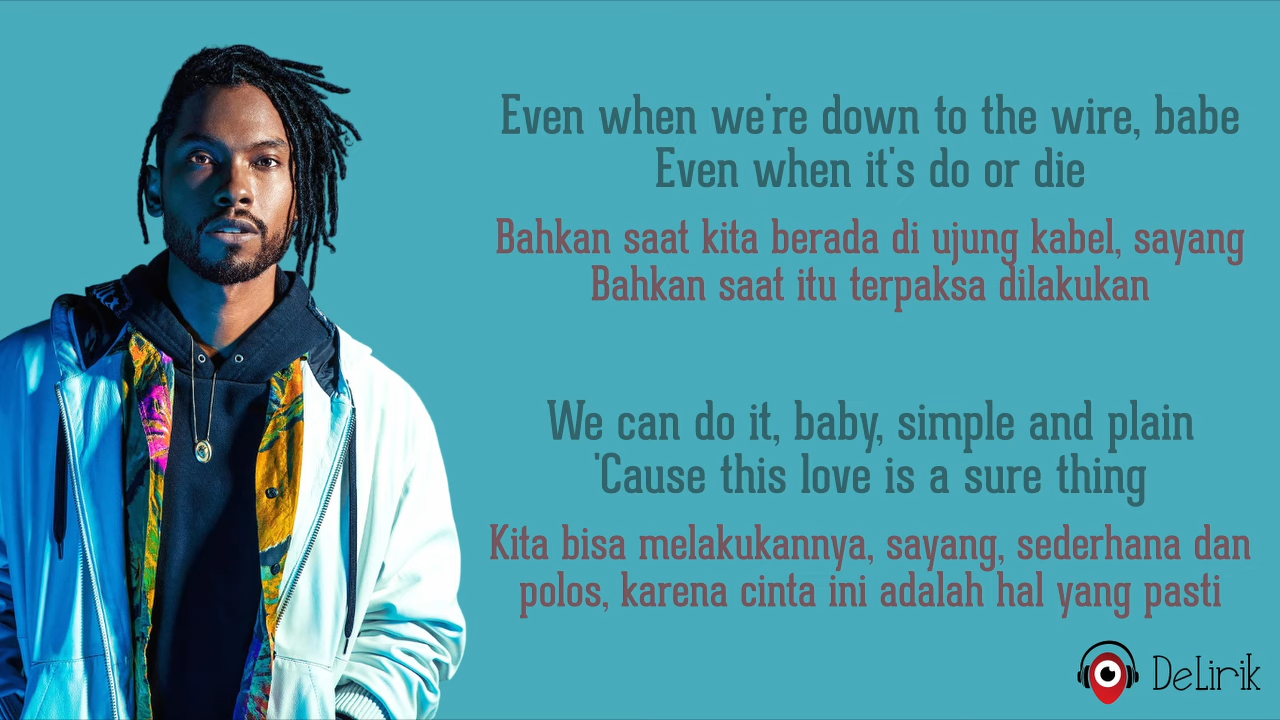 Even when we're down to the wire, babe
Even when it's do or die
Bahkan saat kita berada di ujung kabel, sayang
Bahkan saat itu terpaksa dilakukan
We can do it, baby, simple and plain
'Cause this love is a sure thing
Kita bisa melakukannya, sayang, sederhana dan
polos, karena cinta ini adalah hal yang pasti
DeLirik